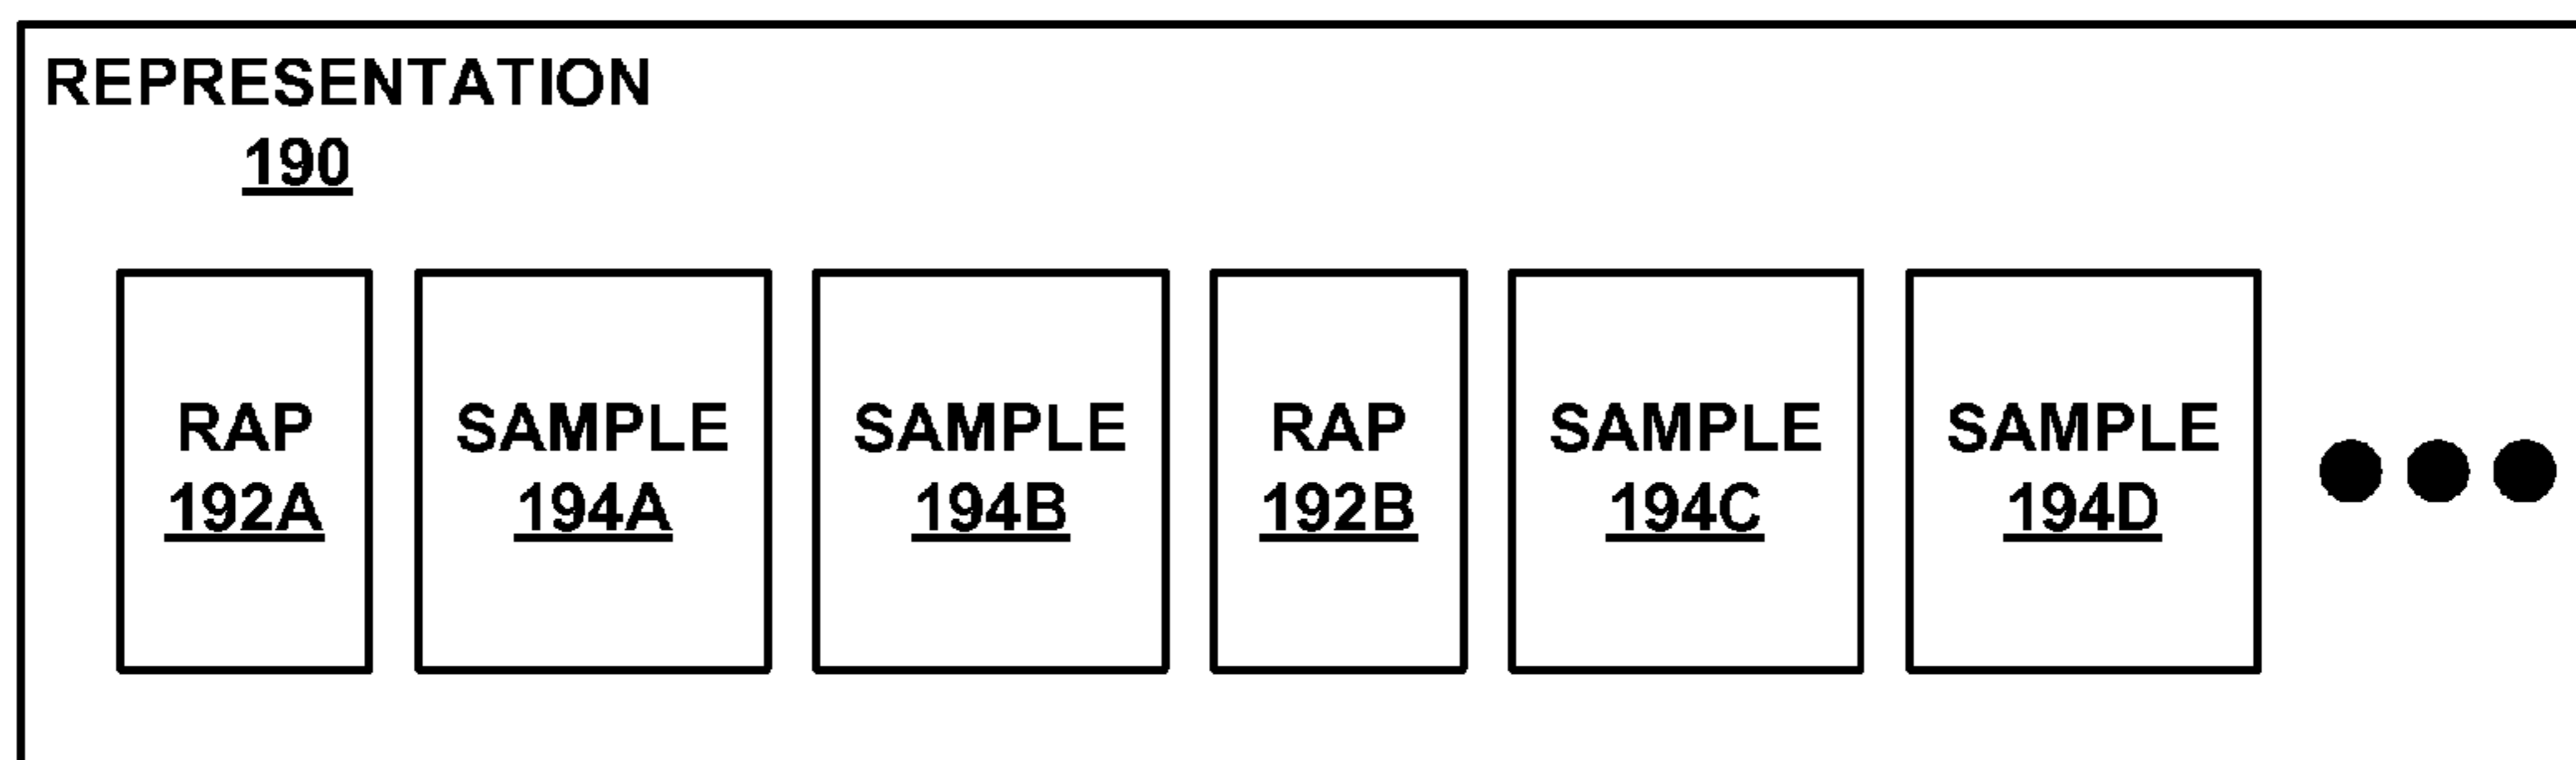 REPRESENTATION
190
RAP
192A
SAMPLE
194A
SAMPLE
194B
RAP
192B
SAMPLE
194C
SAMPLE
194D